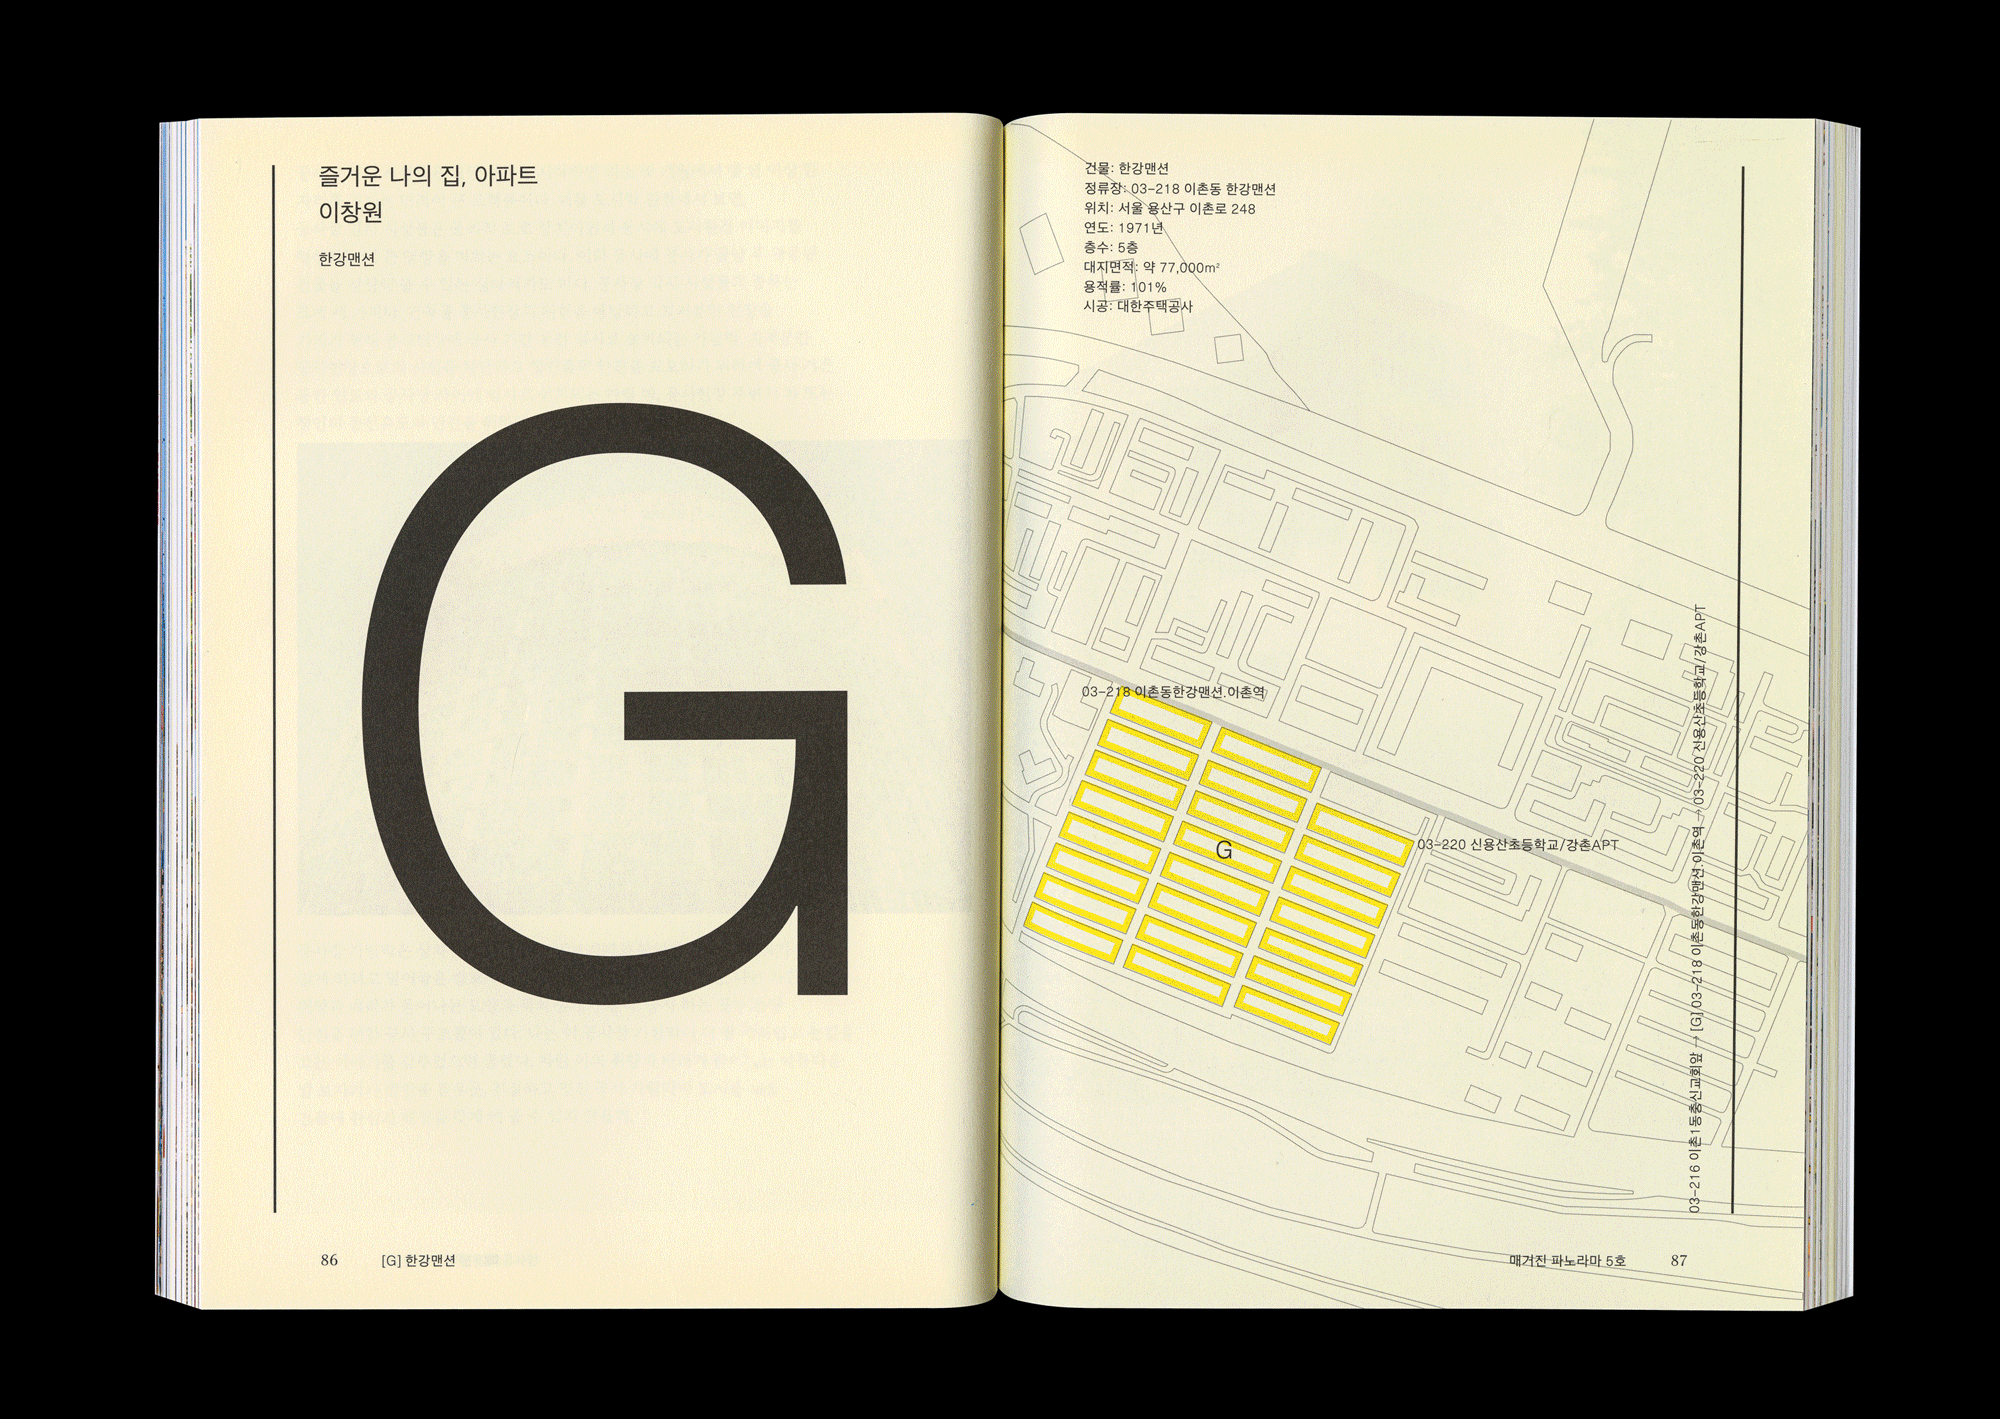 즐거운 나의 집, 아파트
이창원
한강맨션
G
86
[G] 한강맨션
건물: 한강맨션
정류장: 03-218 이촌동 한강맨션
위치: 서울 용산구 이촌로 248
연도: 1971년
층수: 5층
대지면적: 약 77,000m²
용적률: 101%
시공: 대한주택공사
03-218 이촌동한강맨션.이촌역
G
03-220 신용산초등학교/강촌APT
03-216 이촌1동충신교회앞 → [G] 03-218 이촌동한강맨션.이촌역 → 03-220 신용산초등학교/강촌APT
매거진 파노라마 5호
87